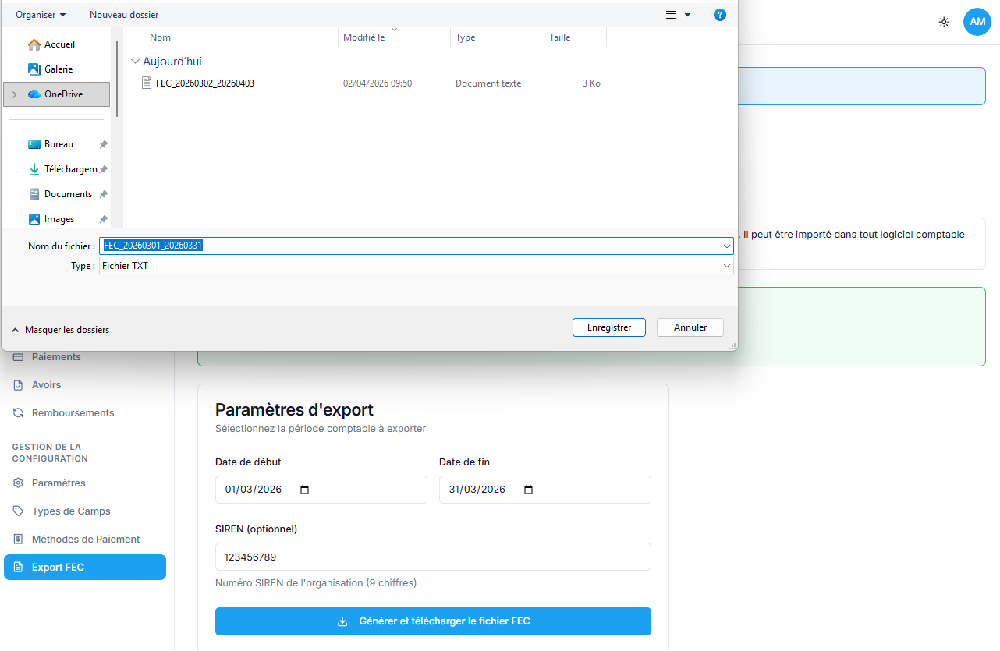 Organiser
Nouveau dossier
?
AM
Accueil
Galerie
OneDrive
Bureau
Téléchargem
Documents
Images
Nom
Modifié le
Type
Taille
Aujourd'hui
FEC_20260302_20260403
02/04/2026 09:50
Document texte
3 Ko
Nom du fichier :
FEC_20260301_20260331
Type :
Fichier TXT
Masquer les dossiers
Enregistrer
Annuler
. Il peut être importé dans tout logiciel comptable
Paiements
Avoirs
Remboursements
GESTION DE LA
CONFIGURATION
Paramètres
Types de Camps
Méthodes de Paiement
Export FEC
Paramètres d'export
Sélectionnez la période comptable à exporter
Date de début
Date de fin
01/03/2026
31/03/2026
SIREN (optionnel)
123456789
Numéro SIREN de l'organisation (9 chiffres)
Générer et télécharger le fichier FEC